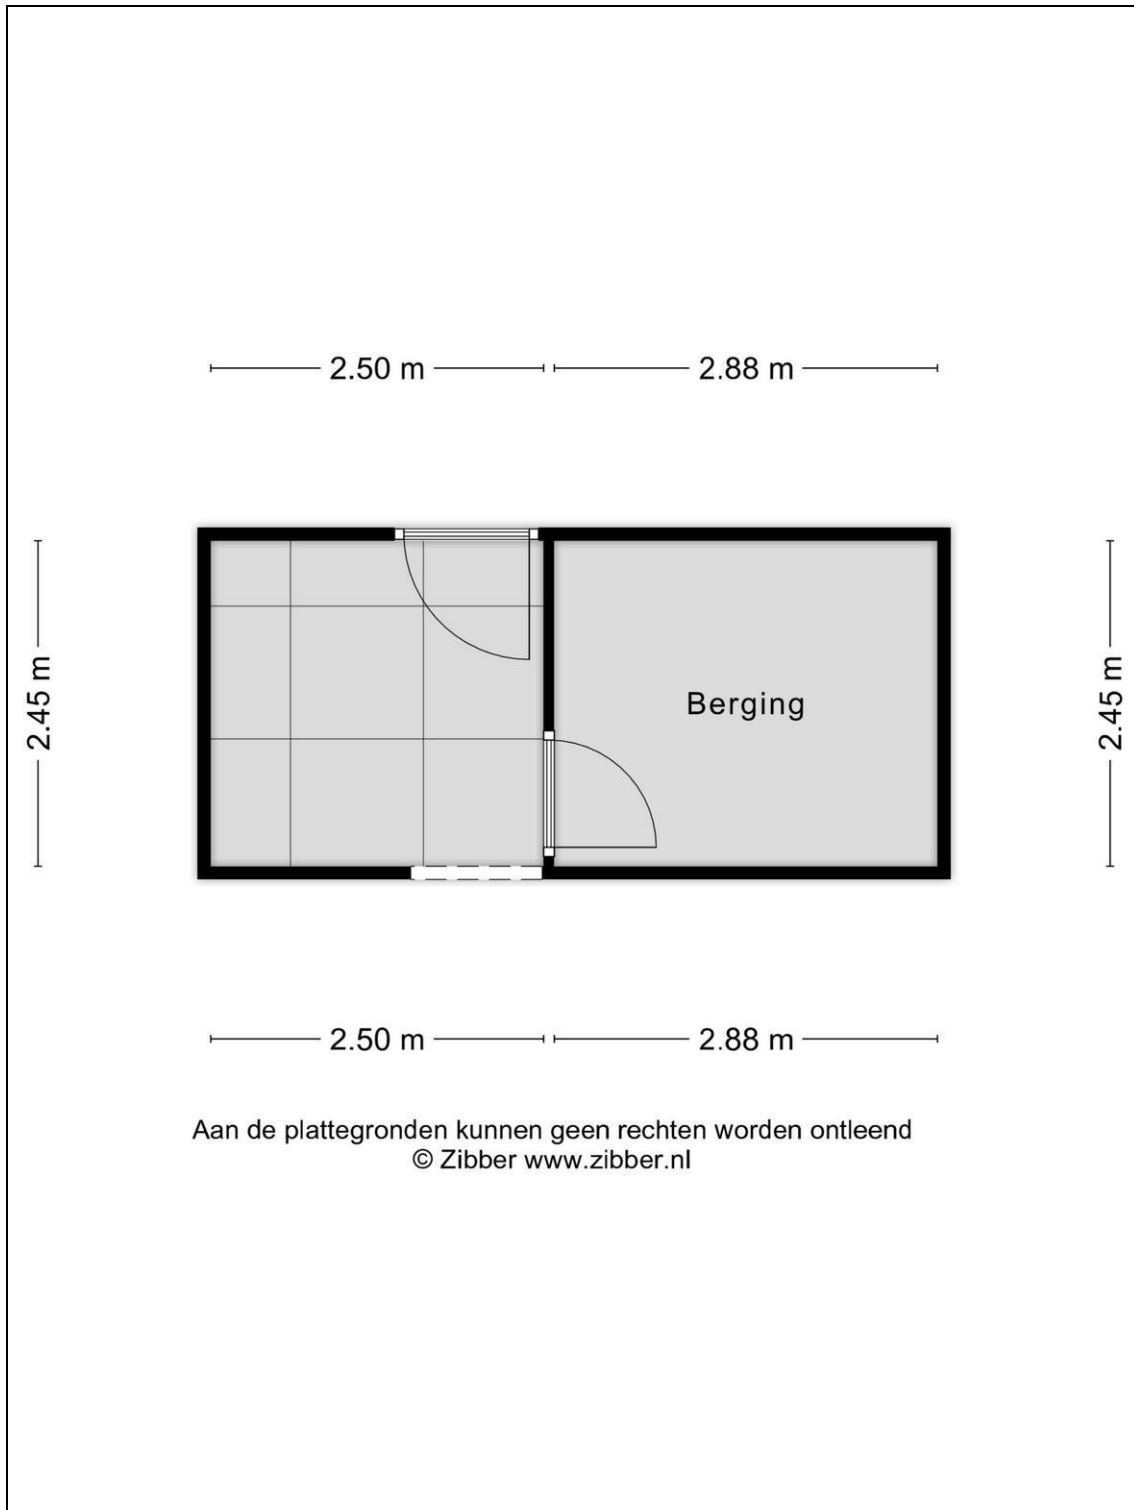 2.50 m 2.88 m
2.45 m
2.45 m
Berging
2.50 m 2.88 m
Aan de plattegronden kunnen geen rechten worden ontleend
© Zibber www.zibber.nl